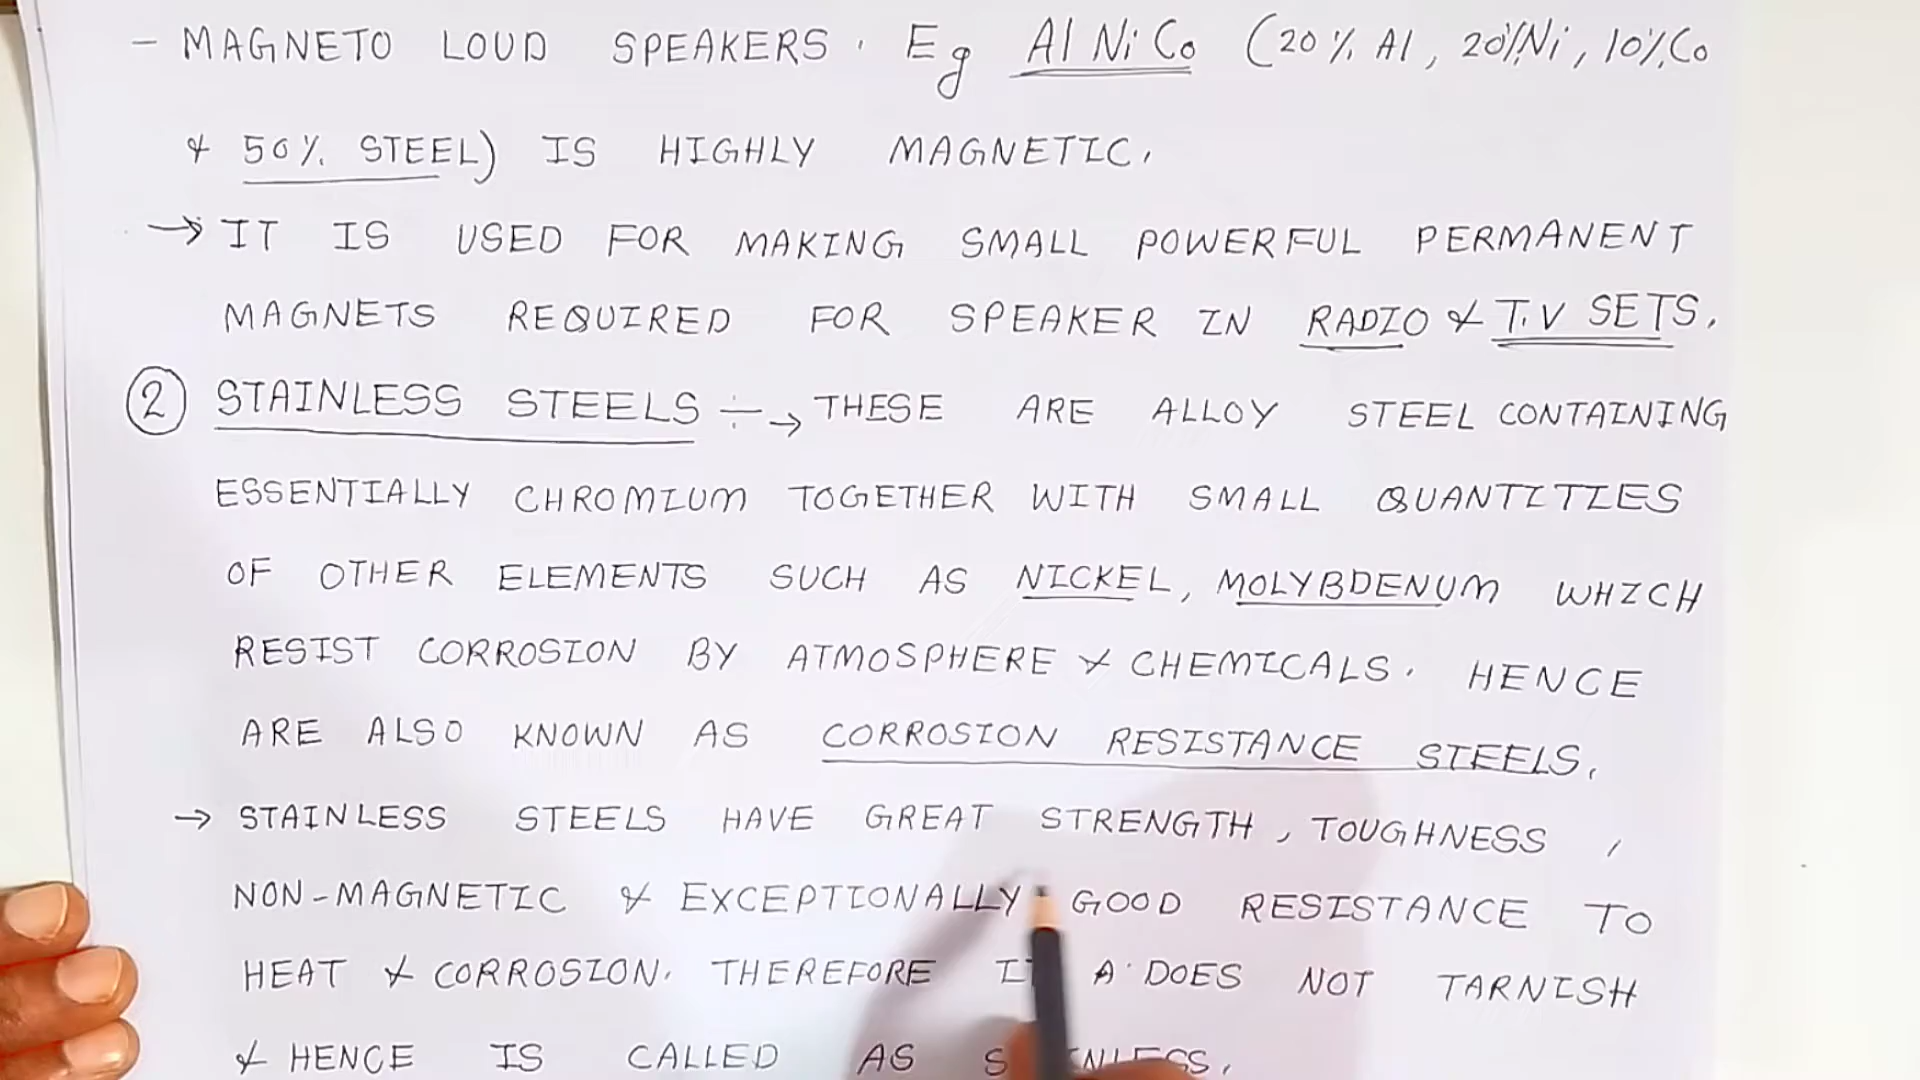 - MAGNETO LOUD SPEAKERS. Eg AlNiCo (20% Al, 20%Ni, 10%Co
& 50% STEEL) IS HIGHLY MAGNETIC.
→ IT IS USED FOR MAKING SMALL POWERFUL PERMANENT
MAGNETS REQUIRED FOR SPEAKER IN RADIO & T.V SETS.
② STAINLESS STEELS ÷→ THESE ARE ALLOY STEEL CONTAINING
ESSENTIALLY CHROMIUM TOGETHER WITH SMALL QUANTITIES
OF OTHER ELEMENTS SUCH AS NICKEL, MOLYBDENUM WHICH
RESIST CORROSION BY ATMOSPHERE & CHEMICALS. HENCE
ARE ALSO KNOWN AS CORROSION RESISTANCE STEELS.
→ STAINLESS STEELS HAVE GREAT STRENGTH, TOUGHNESS,
NON-MAGNETIC & EXCEPTIONALLY GOOD RESISTANCE TO
HEAT & CORROSION. THEREFORE DOES NOT TARNISH
& HENCE IS CALLED AS